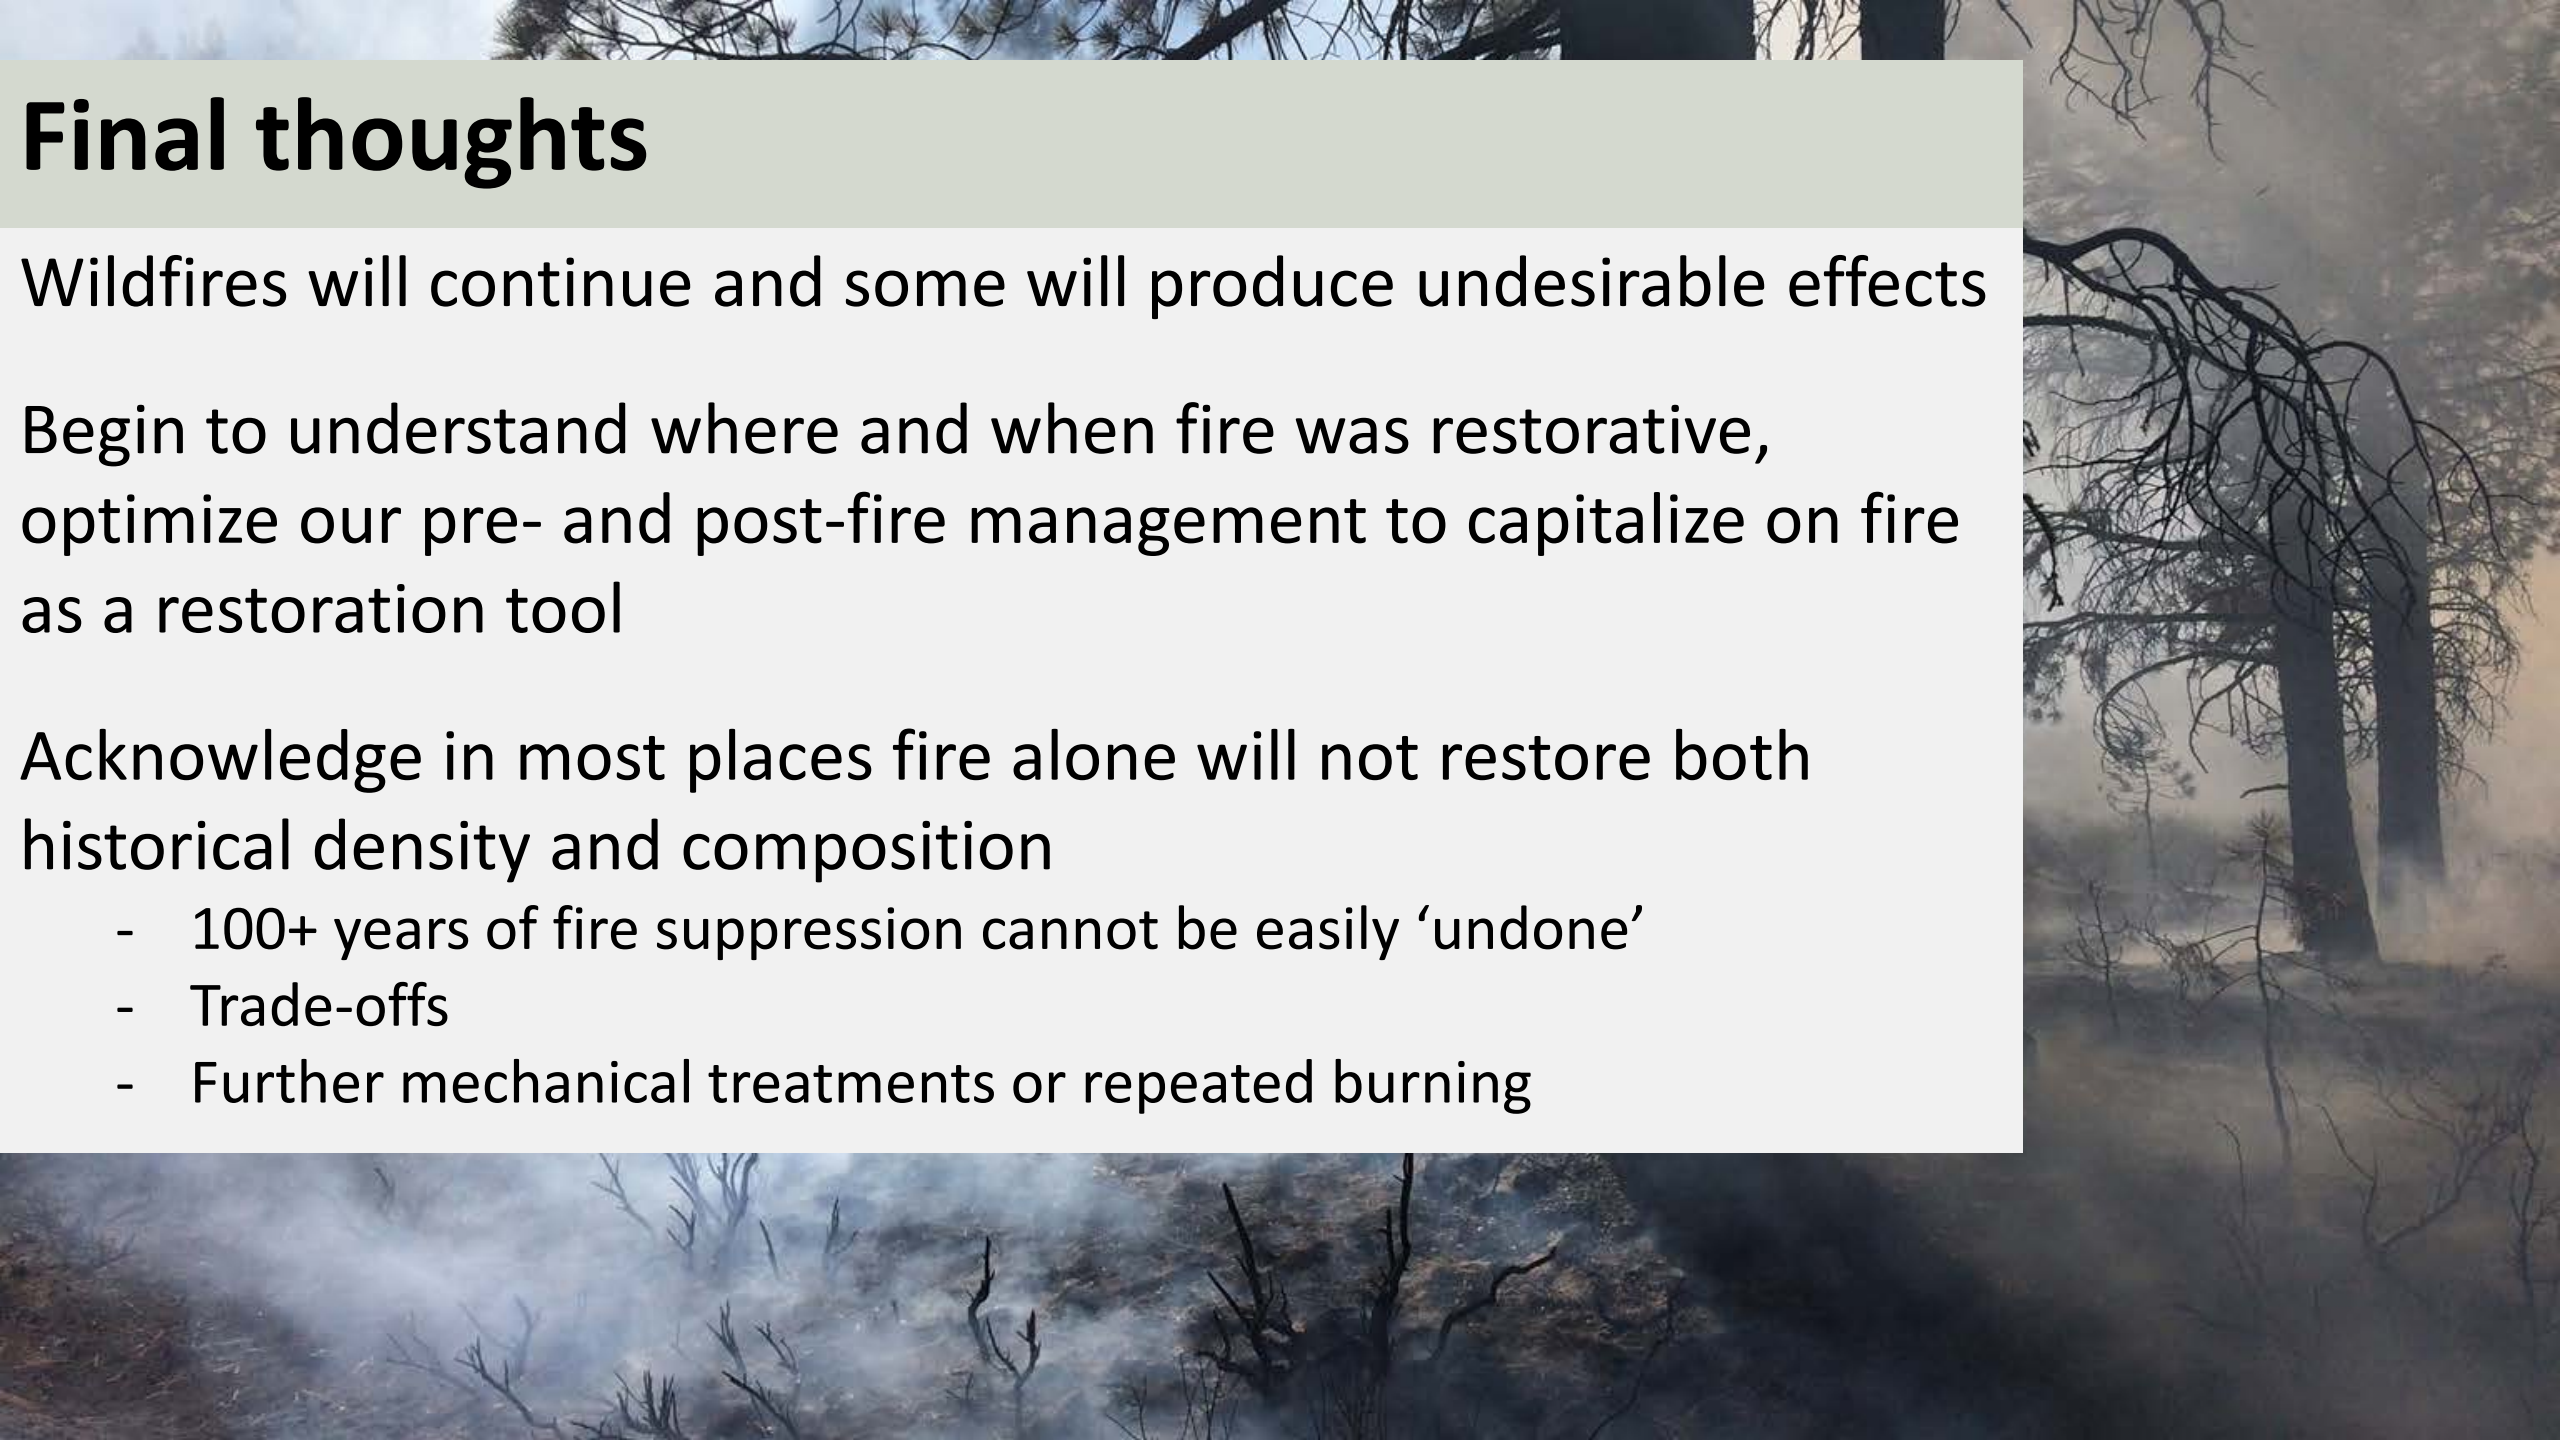 Final thoughts
Wildfires will continue and some will produce undesirable effects
Begin to understand where and when fire was restorative,
optimize our pre- and post-fire management to capitalize on fire
as a restoration tool
Acknowledge in most places fire alone will not restore both
historical density and composition
- 100+ years of fire suppression cannot be easily ‘undone’
- Trade-offs
- Further mechanical treatments or repeated burning